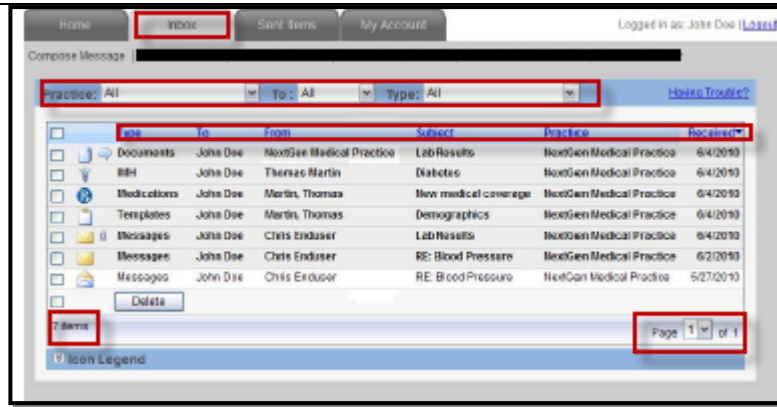 Home Inbox Sent Items My Account Logged in as: John Doe | Logout
Compose Message |
Practice: All To: All Type: All Having Trouble?
Type To From Subject Practice Received
Documents John Doe NextGen Medical Practice Lab Results NextGen Medical Practice 6/4/2010
IMH John Doe Thomas Martin Diabetes NextGen Medical Practice 6/4/2010
Medications John Doe Martin, Thomas New medical coverage NextGen Medical Practice 6/4/2010
Templates John Doe Martin, Thomas Demographics NextGen Medical Practice 6/4/2010
Messages John Doe Chris Enduser Lab Results NextGen Medical Practice 6/4/2010
Messages John Doe Chris Enduser RE: Blood Pressure NextGen Medical Practice 6/2/2010
Messages John Doe Chris Enduser RE: Blood Pressure NextGen Medical Practice 5/27/2010
Delete
7 items Page 1 of 1
Icon Legend